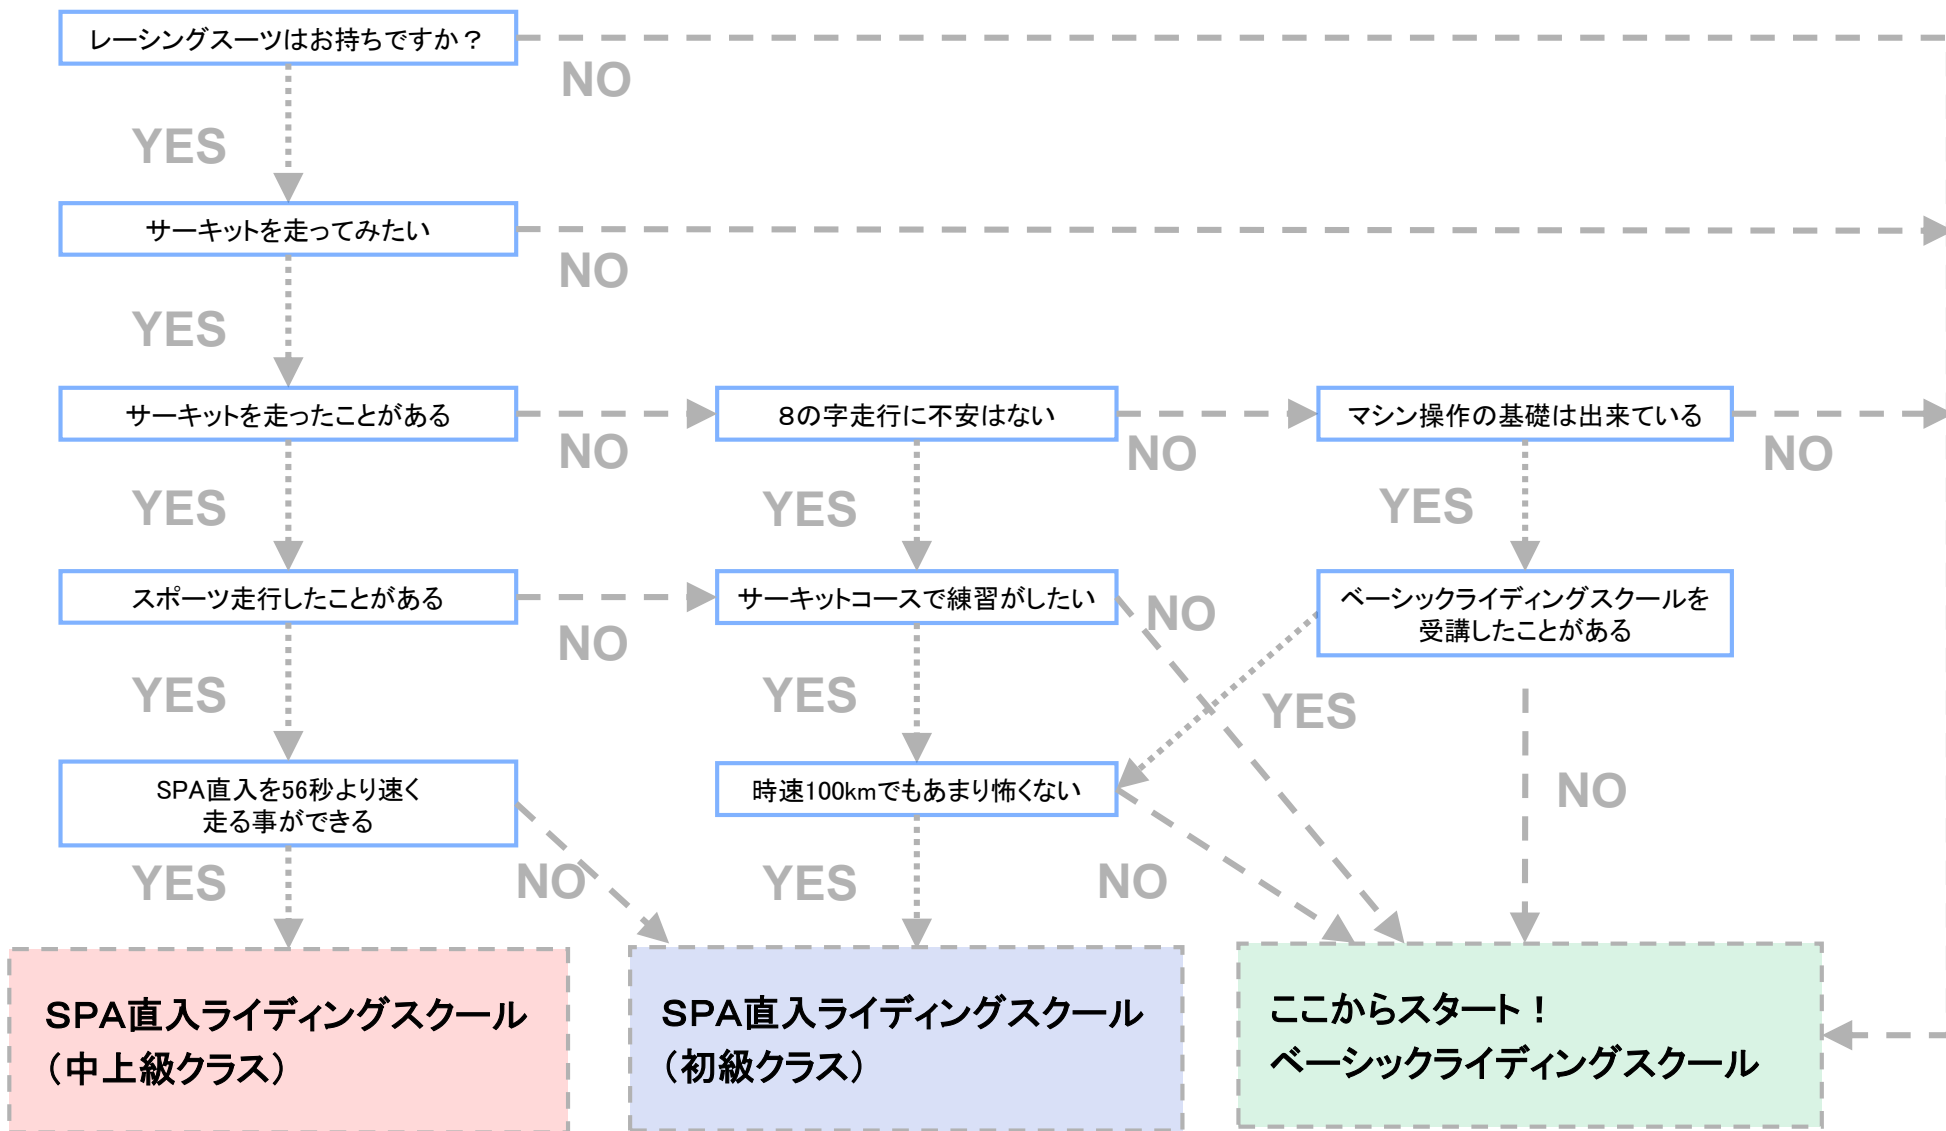 レーシングスーツはお持ちですか？
NO
YES
サーキットを走ってみたい
NO
YES
サーキットを走ったことがある
NO
８の字走行に不安はない
NO
マシン操作の基礎は出来ている
NO
YES
YES
YES
スポーツ走行したことがある
NO
サーキットコースで練習がしたい
NO
ベーシックライディングスクールを
受講したことがある
YES
YES
YES
NO
SPA直入を56秒より速く
走る事ができる
時速100kmでもあまり怖くない
YES
NO
YES
NO
ＳＰＡ直入ライディングスクール
（中上級クラス）
ＳＰＡ直入ライディングスクール
（初級クラス）
ここからスタート！
ベーシックライディングスクール